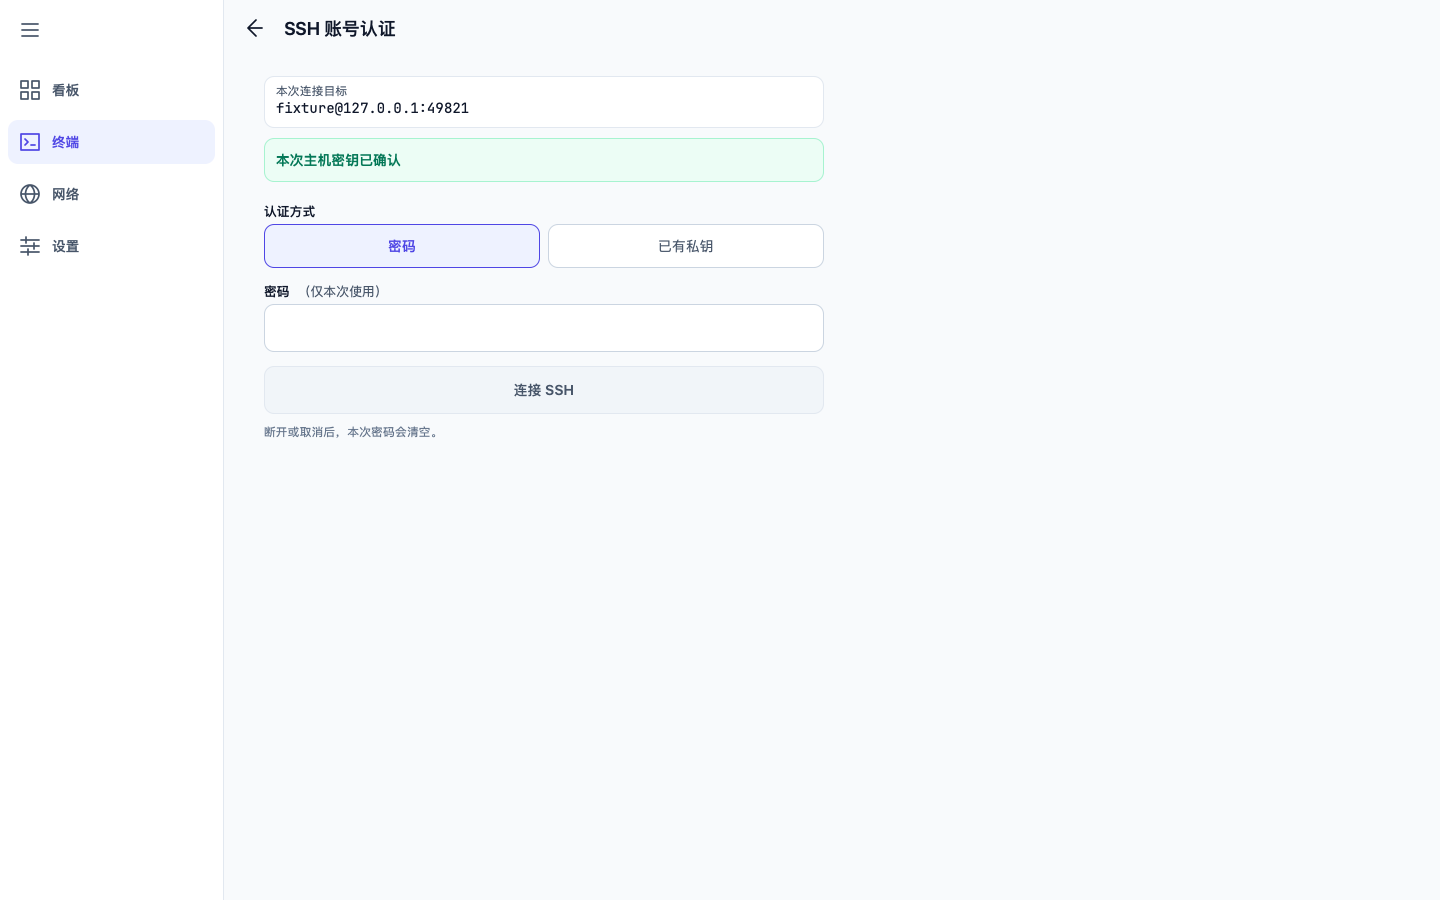 SSH 账号认证
看板
终端
网络
设置
本次连接目标
fixture@127.0.0.1:49821
本次主机密钥已确认
认证方式
密码
已有私钥
密码 （仅本次使用）
连接 SSH
断开或取消后，本次密码会清空。